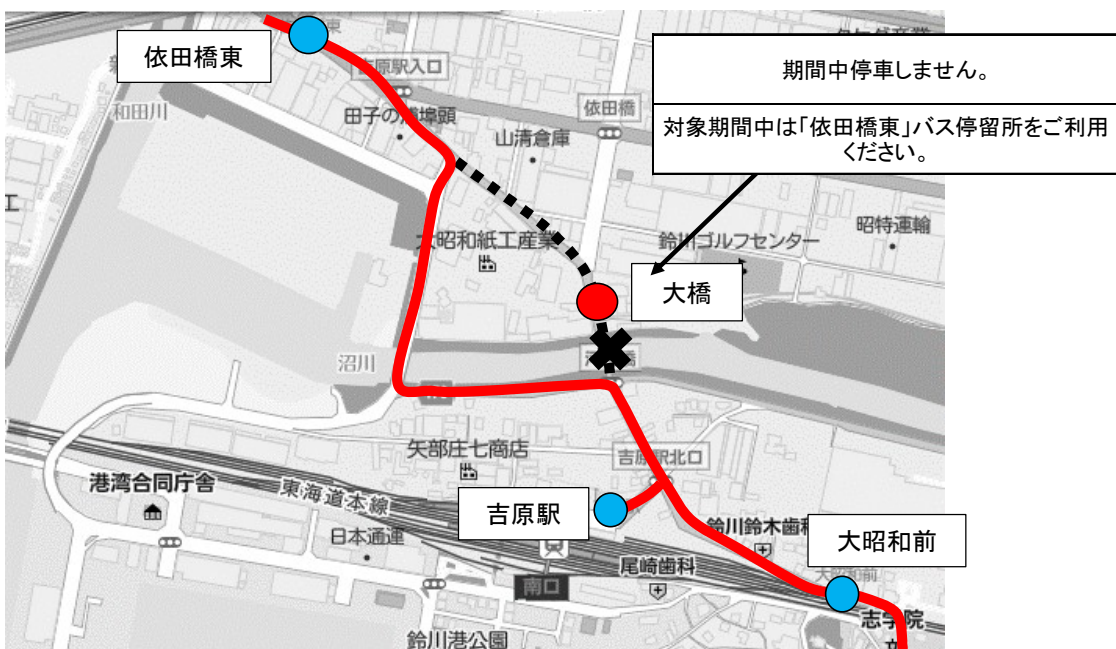 依田橋東
期間中停車しません。
対象期間中は「依田橋東」バス停留所をご利用
ください。
吉原駅入口
依田橋
和田川
田子の浦埠頭
山清倉庫
昭特運輸
大昭和紙工産業
鈴川ゴルフセンター
大橋
沼川
矢部庄七商店
吉原駅北口
港湾合同庁舎
東海道本線
吉原駅
日本通運
鈴川鈴木歯科
大昭和前
尾崎歯科
大昭和前
南口
志学院
鈴川港公園